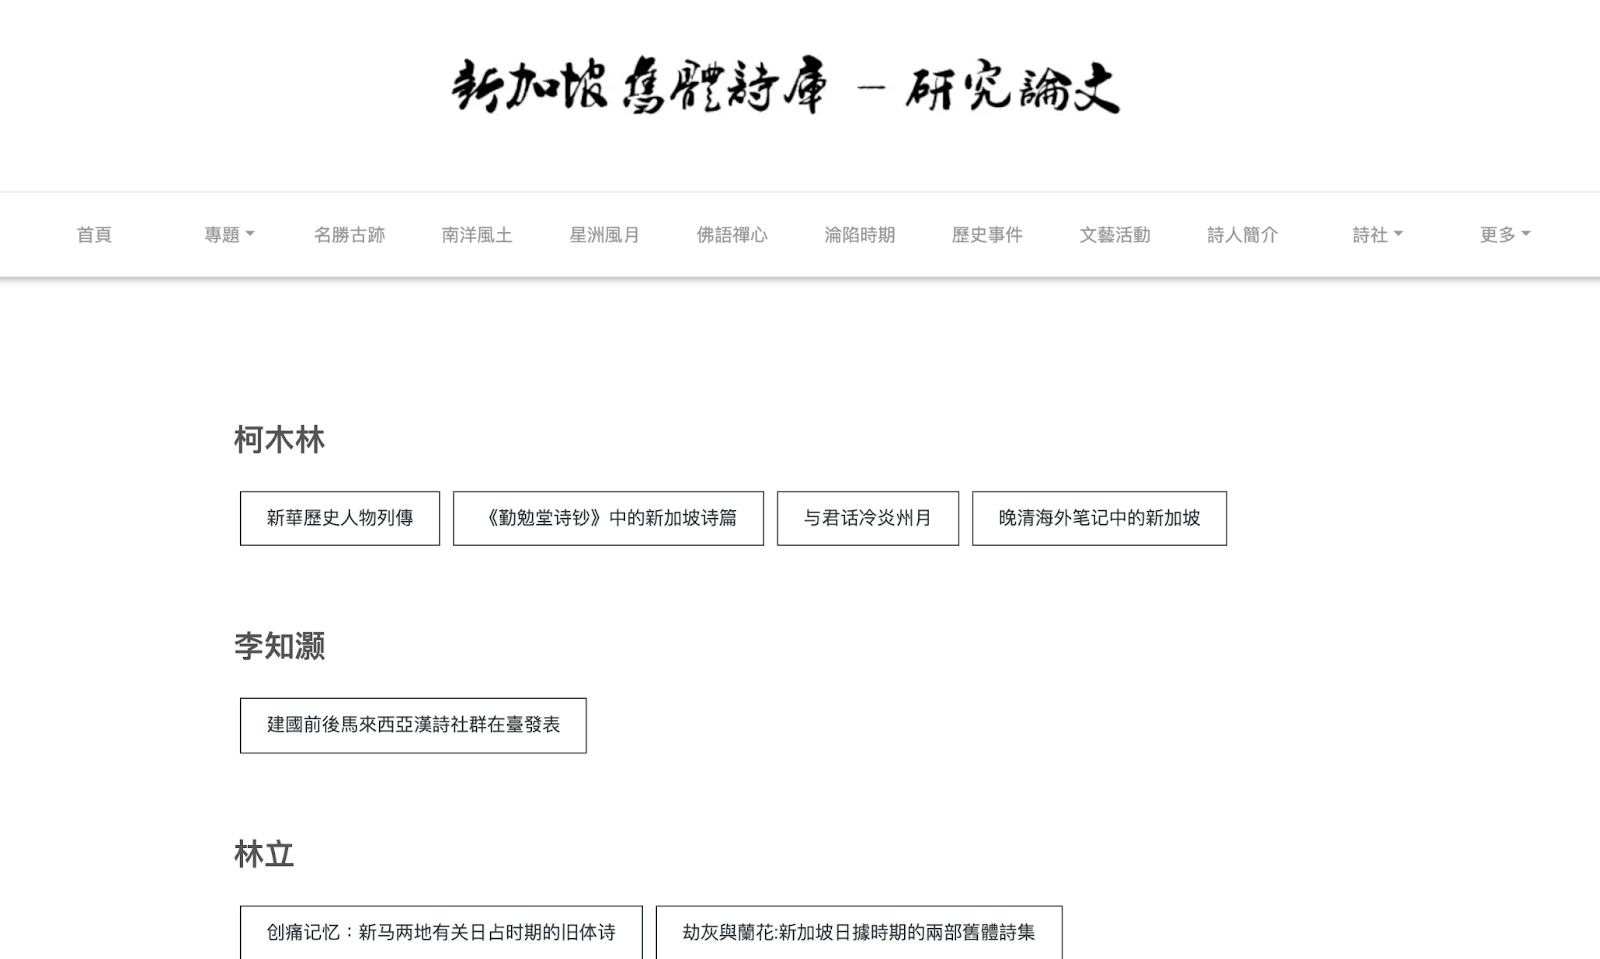 新加坡舊體詩庫 – 研究論文
首頁 專題 名勝古跡 南洋風土 星洲風月 佛語禪心 淪陷時期 歷史事件 文藝活動 詩人簡介 詩社 更多
柯木林
新華歷史人物列傳 《勤勉堂诗钞》中的新加坡诗篇 与君话冷炎州月 晚清海外笔记中的新加坡
李知灏
建國前後馬來西亞漢詩社群在臺發表
林立
创痛记忆：新马两地有关日占时期的旧体诗 劫灰與蘭花:新加坡日據時期的兩部舊體詩集